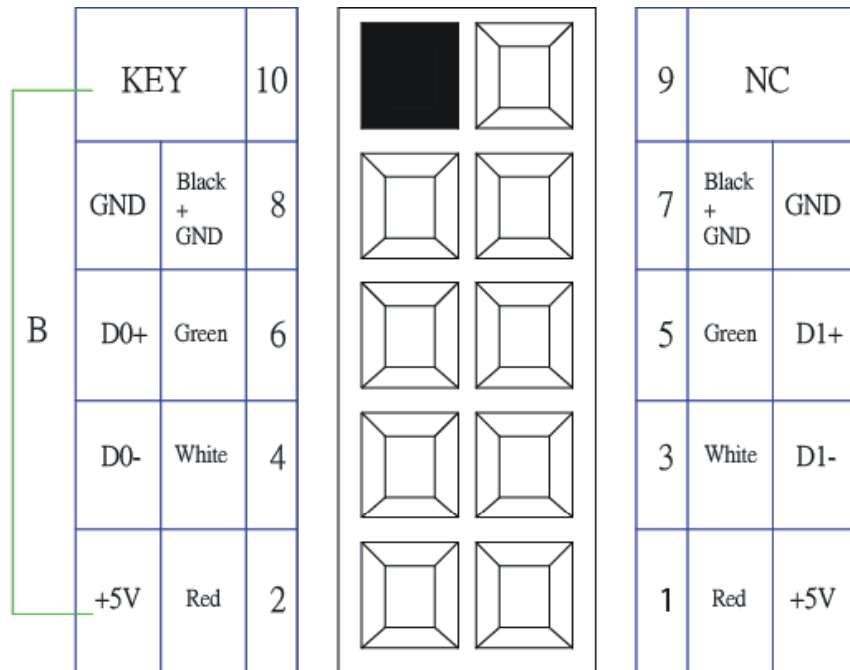 KEY 10 9 NC
GND Black + GND 8 7 Black + GND GND
B D0+ Green 6 5 Green D1+
D0- White 4 3 White D1-
+5V Red 2 1 Red +5V